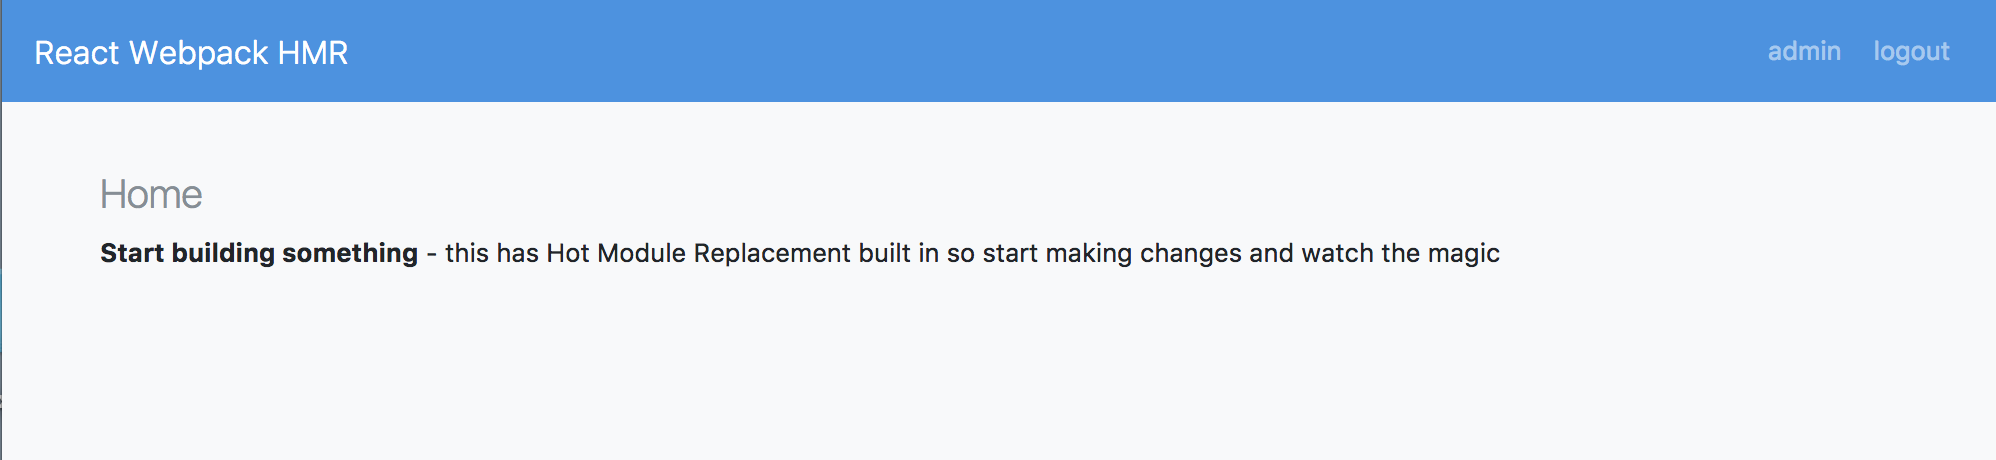 React Webpack HMR
admin logout
Home
Start building something - this has Hot Module Replacement built in so start making changes and watch the magic